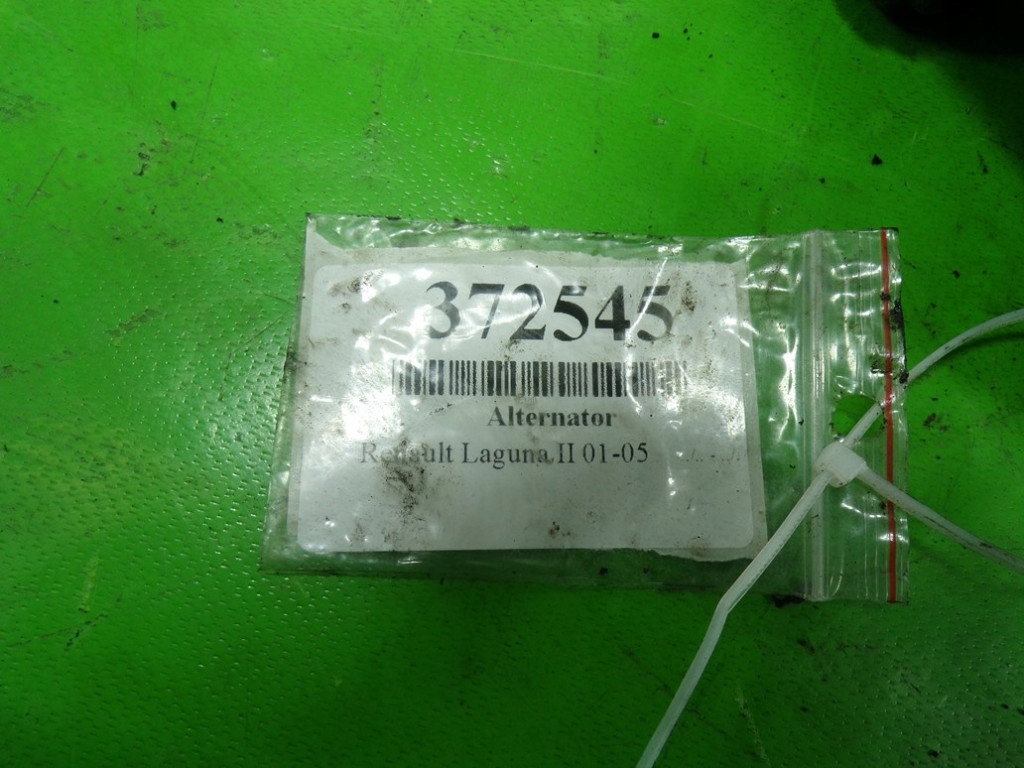 372545
Alternator
Renault Laguna II 01-05